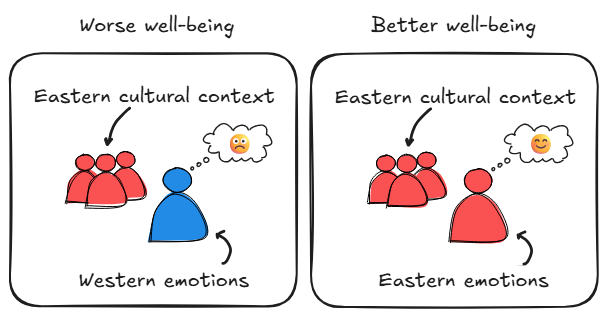 Worse well-being
Better well-being
Eastern cultural context
Eastern cultural context
Western emotions
Eastern emotions